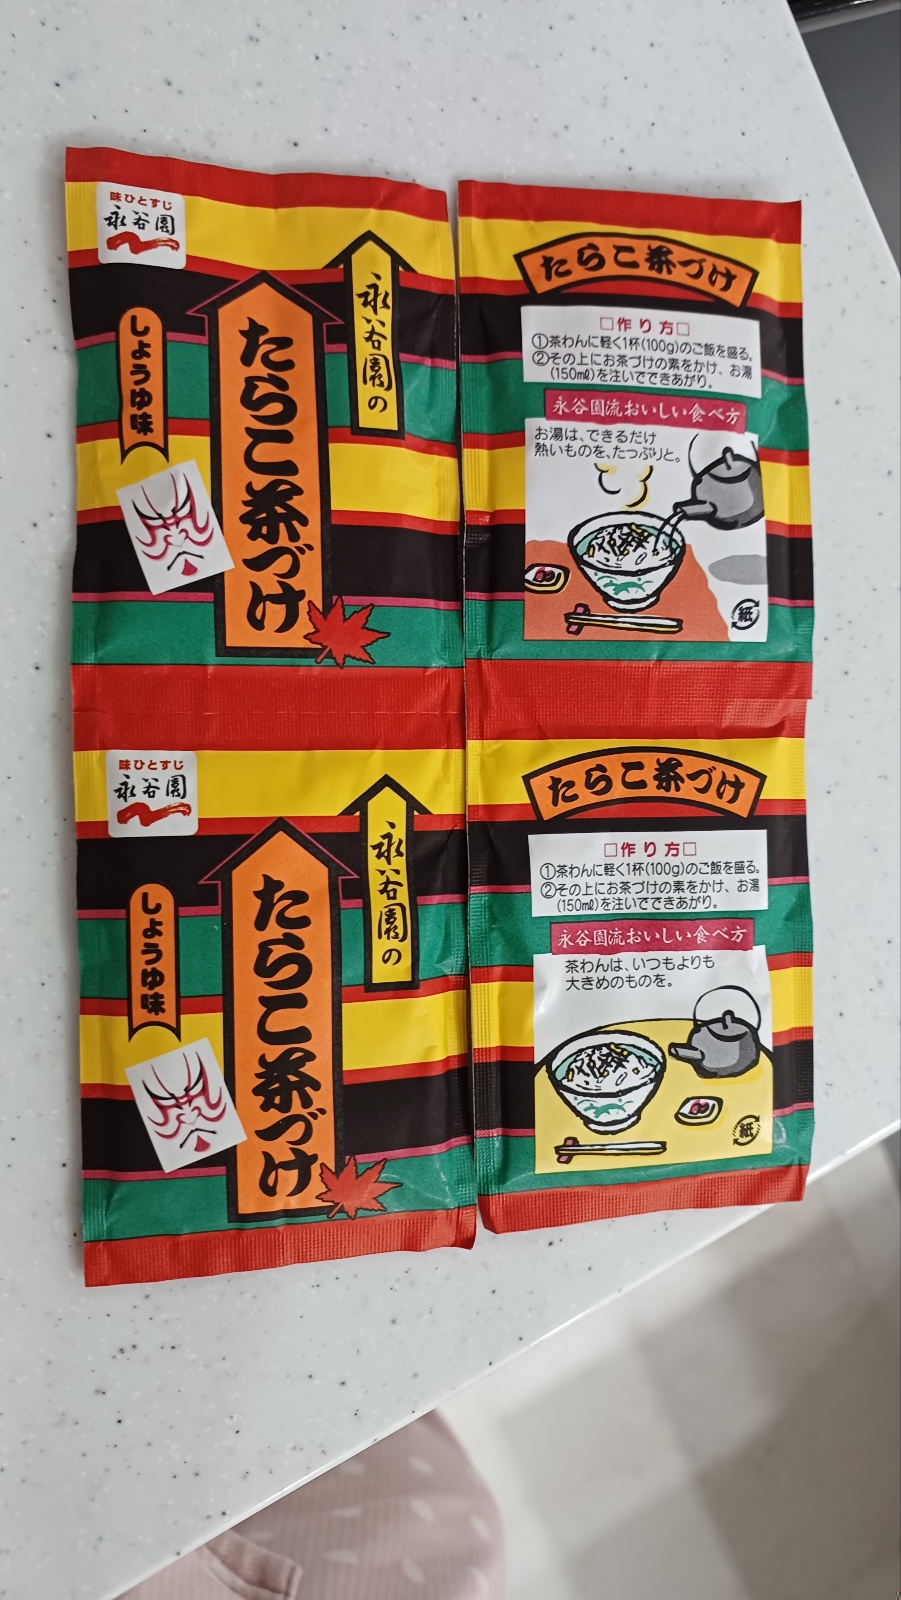 味ひとすじ
永谷園
永谷園の
たらこ茶づけ
しょうゆ味
たらこ茶づけ
□作り方□
①茶わんに軽く1杯(100g)のご飯を盛る。
②その上にお茶づけの素をかけ、お湯
(150㎖)を注いでできあがり。
永谷園流おいしい食べ方
お湯は、できるだけ
熱いものを、たっぷりと。
紙
味ひとすじ
永谷園
永谷園の
たらこ茶づけ
しょうゆ味
たらこ茶づけ
□作り方□
①茶わんに軽く1杯(100g)のご飯を盛る。
②その上にお茶づけの素をかけ、お湯
(150㎖)を注いでできあがり。
永谷園流おいしい食べ方
茶わんは、いつもよりも
大きめのものを。
紙